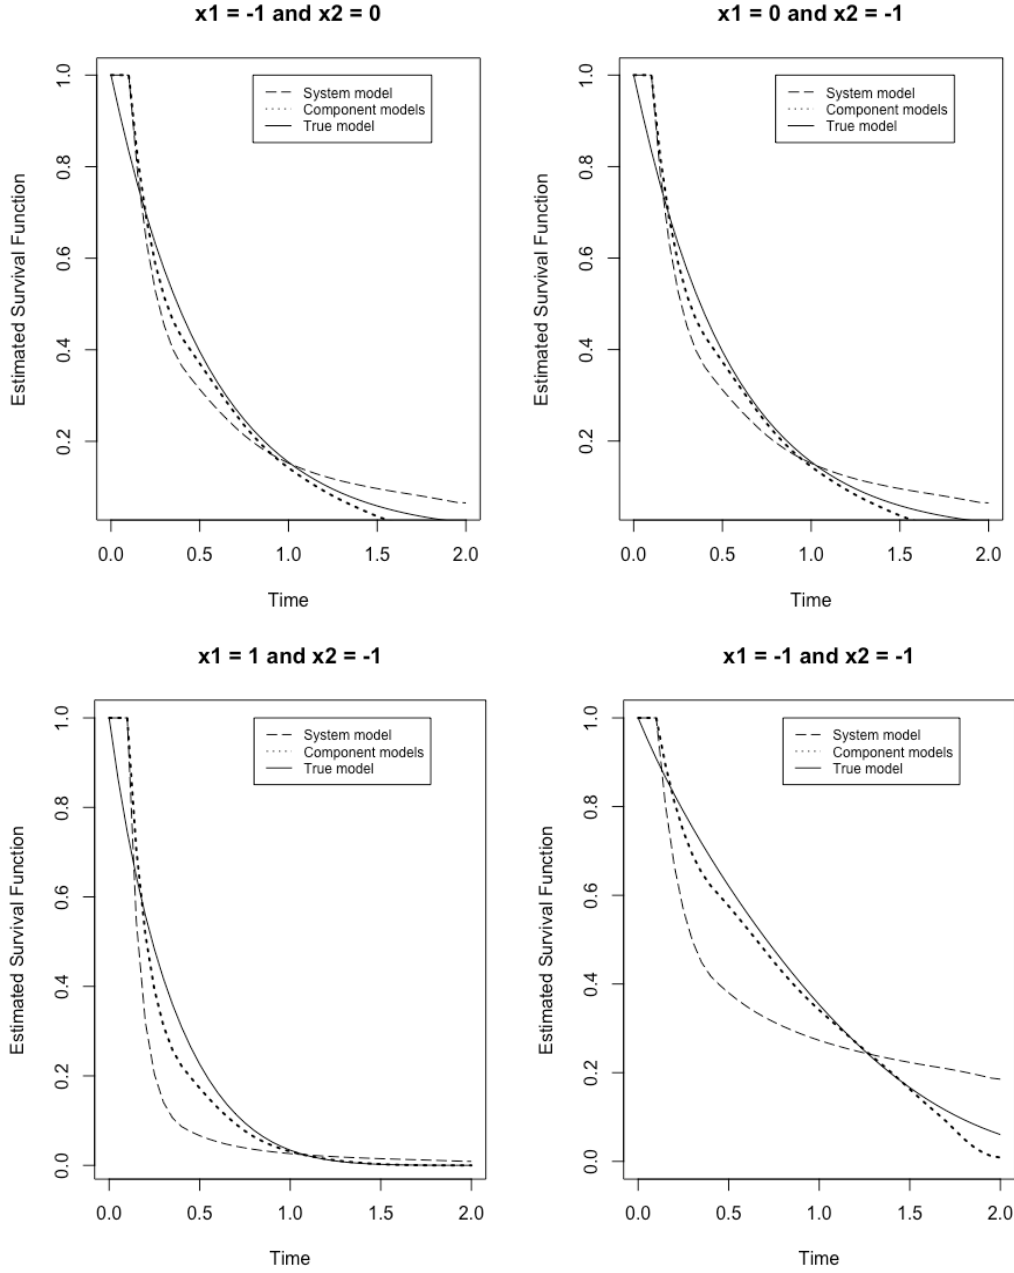 x1 = -1 and x2 = 0
Estimated Survival Function
1.0
0.8
0.6
0.4
0.2
System model
Component models
True model
0.0 0.5 1.0 1.5 2.0
Time
x1 = 0 and x2 = -1
Estimated Survival Function
1.0
0.8
0.6
0.4
0.2
System model
Component models
True model
0.0 0.5 1.0 1.5 2.0
Time
x1 = 1 and x2 = -1
Estimated Survival Function
1.0
0.8
0.6
0.4
0.2
0.0
System model
Component models
True model
0.0 0.5 1.0 1.5 2.0
Time
x1 = -1 and x2 = -1
Estimated Survival Function
1.0
0.8
0.6
0.4
0.2
0.0
System model
Component models
True model
0.0 0.5 1.0 1.5 2.0
Time